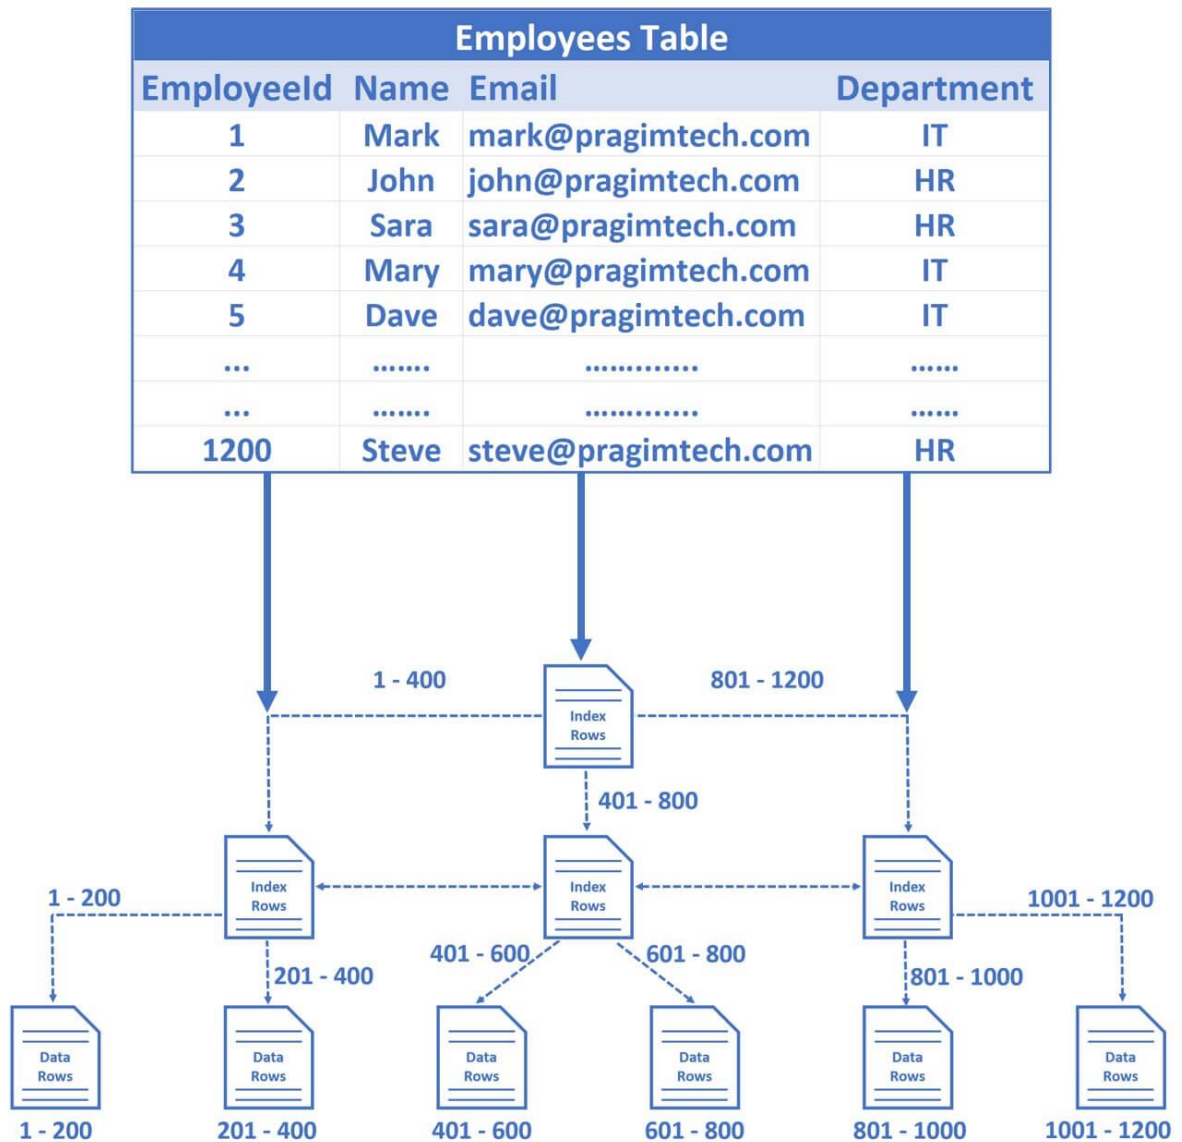 Employees Table
EmployeeId Name Email Department
1 Mark mark@pragimtech.com IT
2 John john@pragimtech.com HR
3 Sara sara@pragimtech.com HR
4 Mary mary@pragimtech.com IT
5 Dave dave@pragimtech.com IT
... ....... ............. ......
... ....... ............. ......
1200 Steve steve@pragimtech.com HR
1 - 400 801 - 1200
Index
Rows
401 - 800
Index Index Index
Rows Rows Rows
1 - 200 1001 - 1200
401 - 600 601 - 800
201 - 400 801 - 1000
Data Data Data Data Data Data
Rows Rows Rows Rows Rows Rows
1 - 200 201 - 400 401 - 600 601 - 800 801 - 1000 1001 - 1200